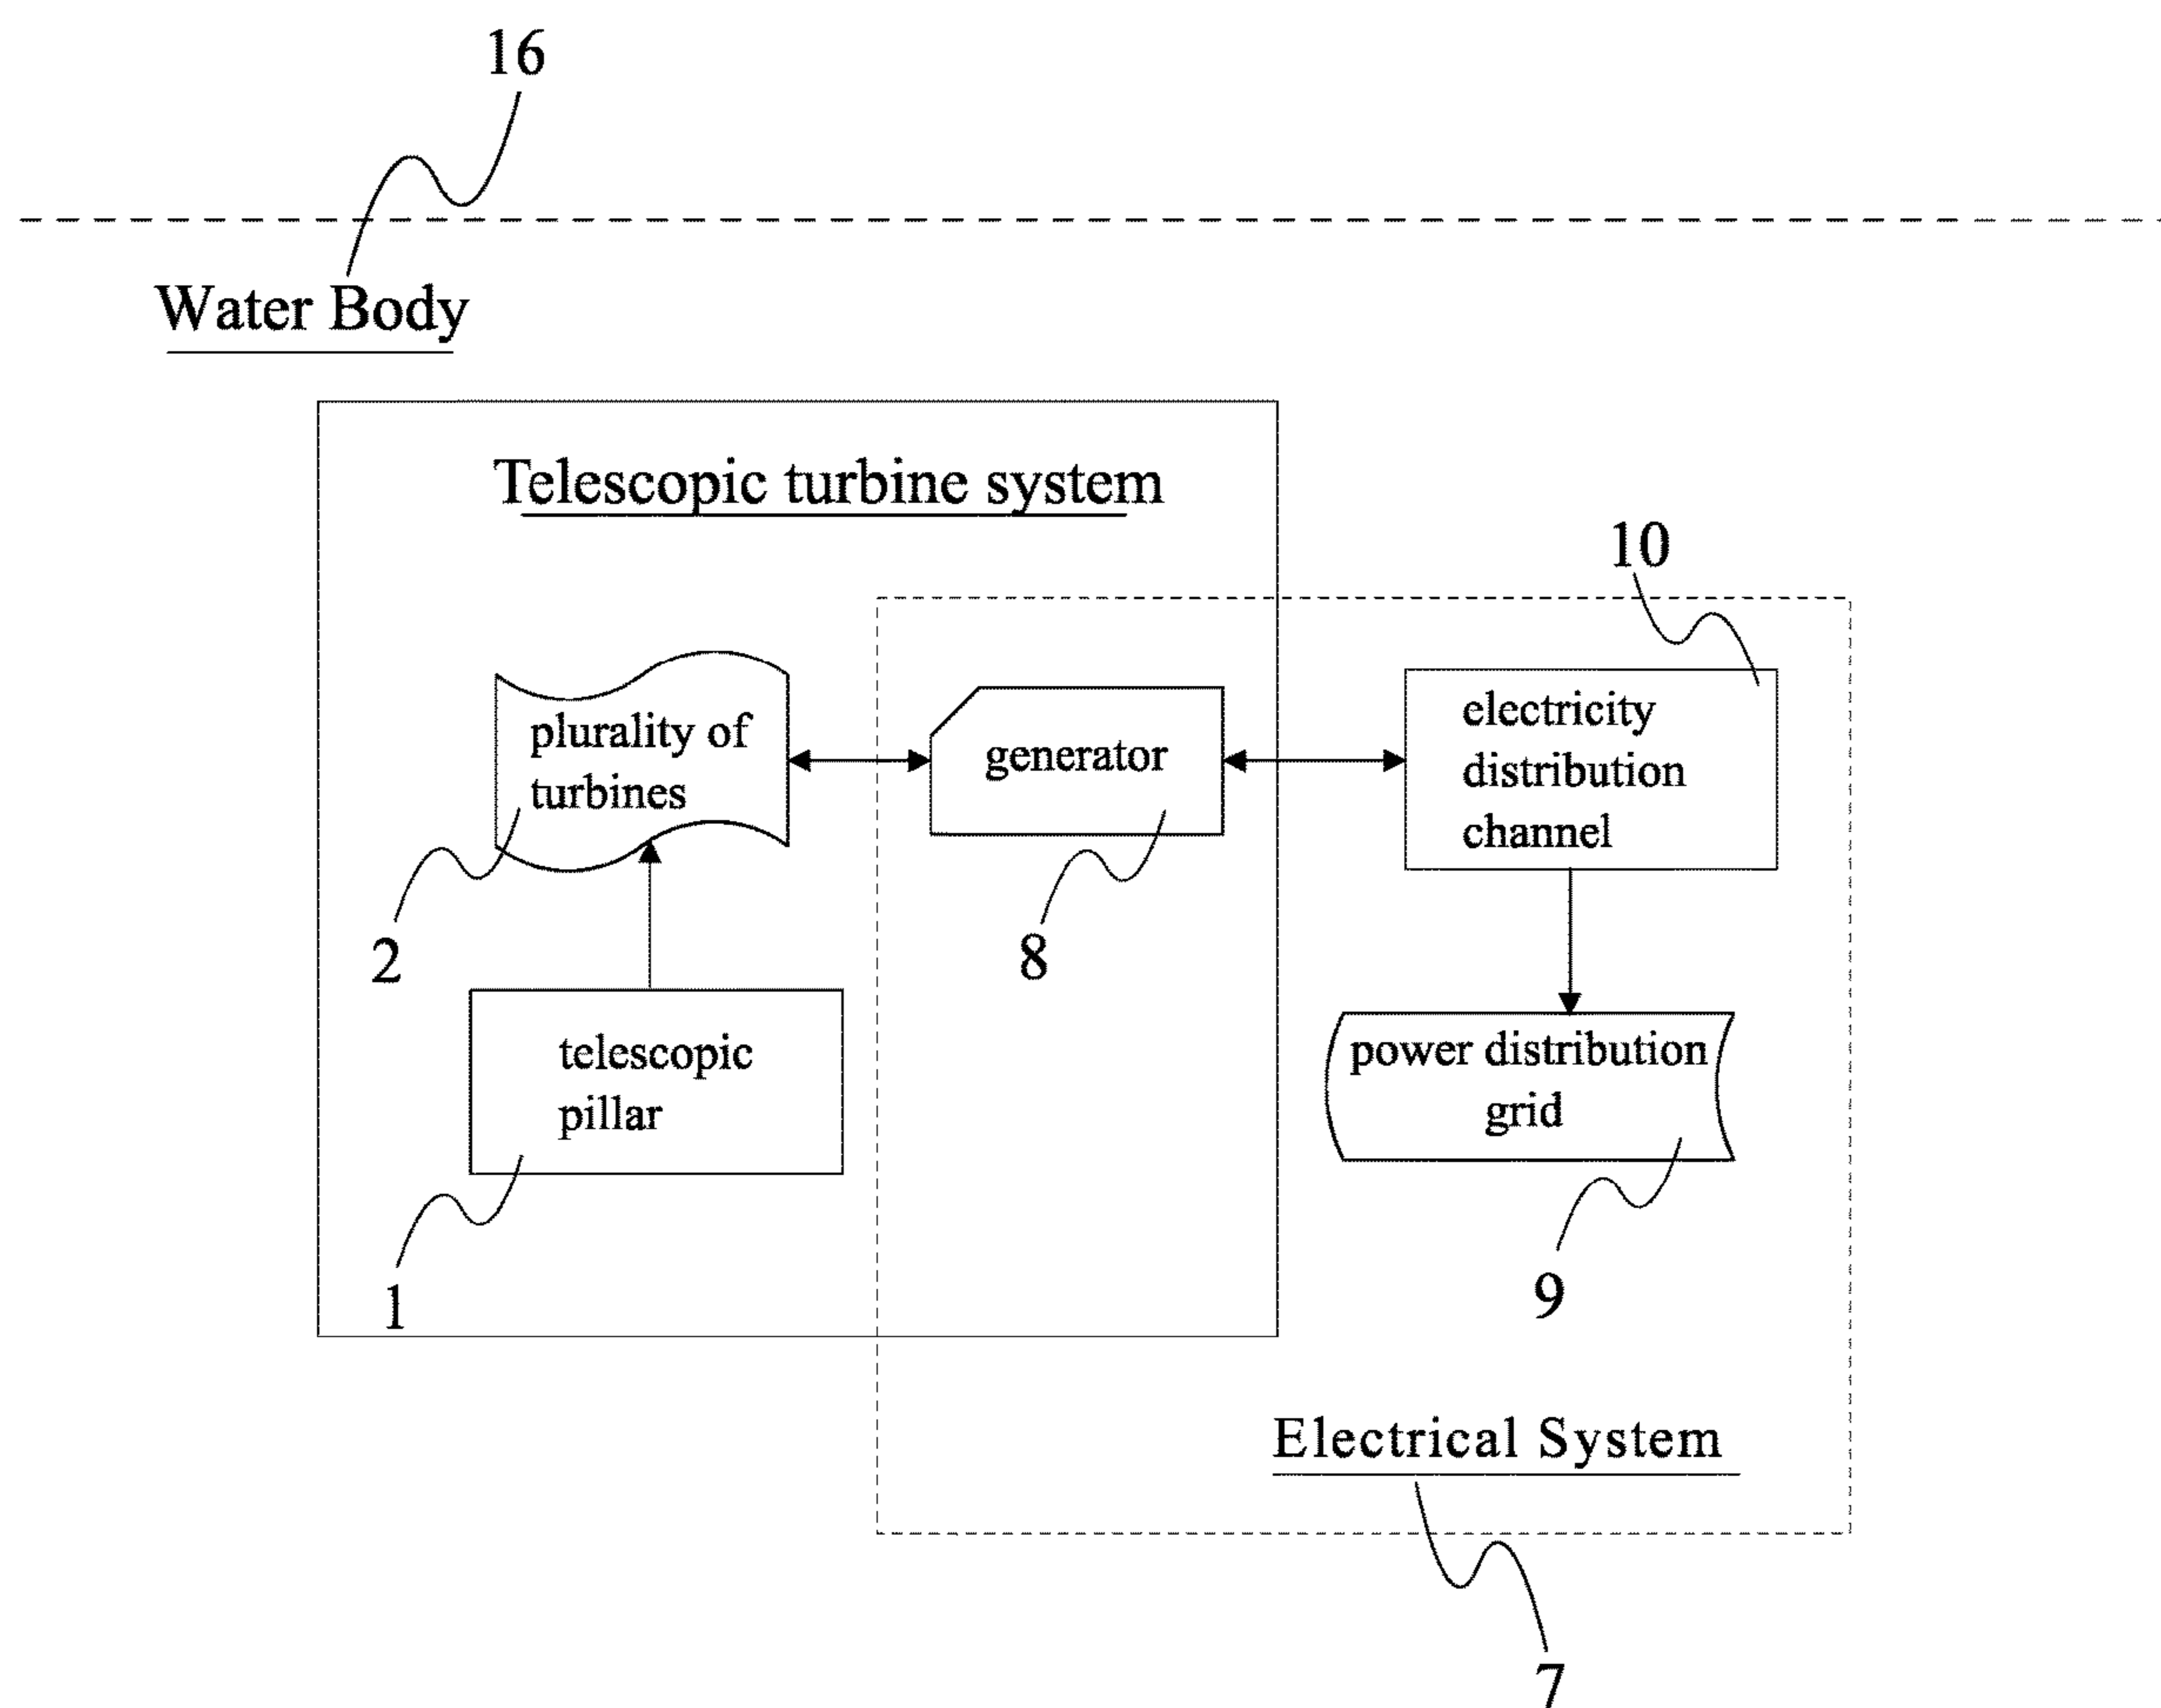 16
Water Body
Telescopic turbine system
10
plurality of
turbines
generator
electricity
distribution
channel
2
8
telescopic
pillar
power distribution
grid
1
9
Electrical System
7